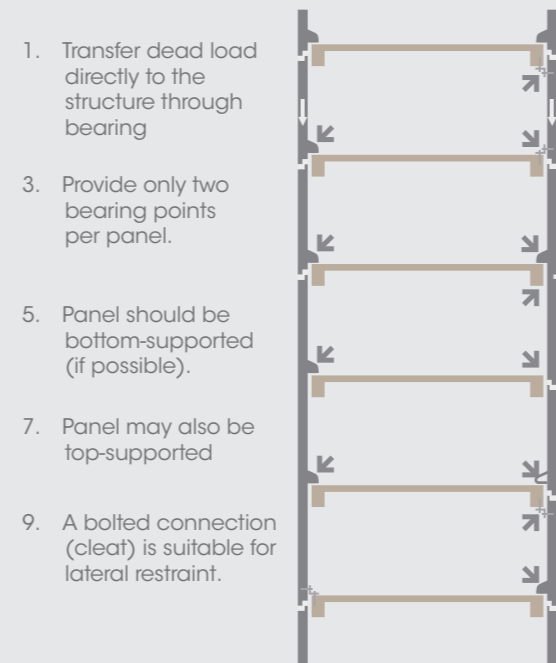 1. Transfer dead load
directly to the
structure through
bearing
3. Provide only two
bearing points
per panel.
5. Panel should be
bottom-supported
(if possible).
7. Panel may also be
top-supported
9. A bolted connection
(cleat) is suitable for
lateral restraint.